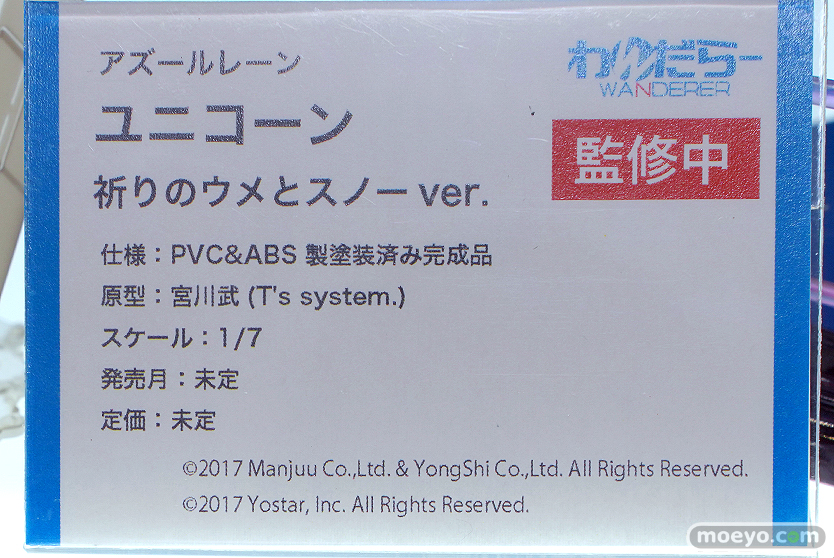 アズールレーン
わんだらー
WANDERER
ユニコーン
監修中
祈りのウメとスノー ver.
仕様：PVC&ABS 製塗装済み完成品
原型：宮川武 (T's system.)
スケール：1/7
発売月：未定
定価：未定
©2017 Manjuu Co.,Ltd. & YongShi Co.,Ltd. All Rights Reserved.
©2017 Yostar, Inc. All Rights Reserved.
moeyo.com